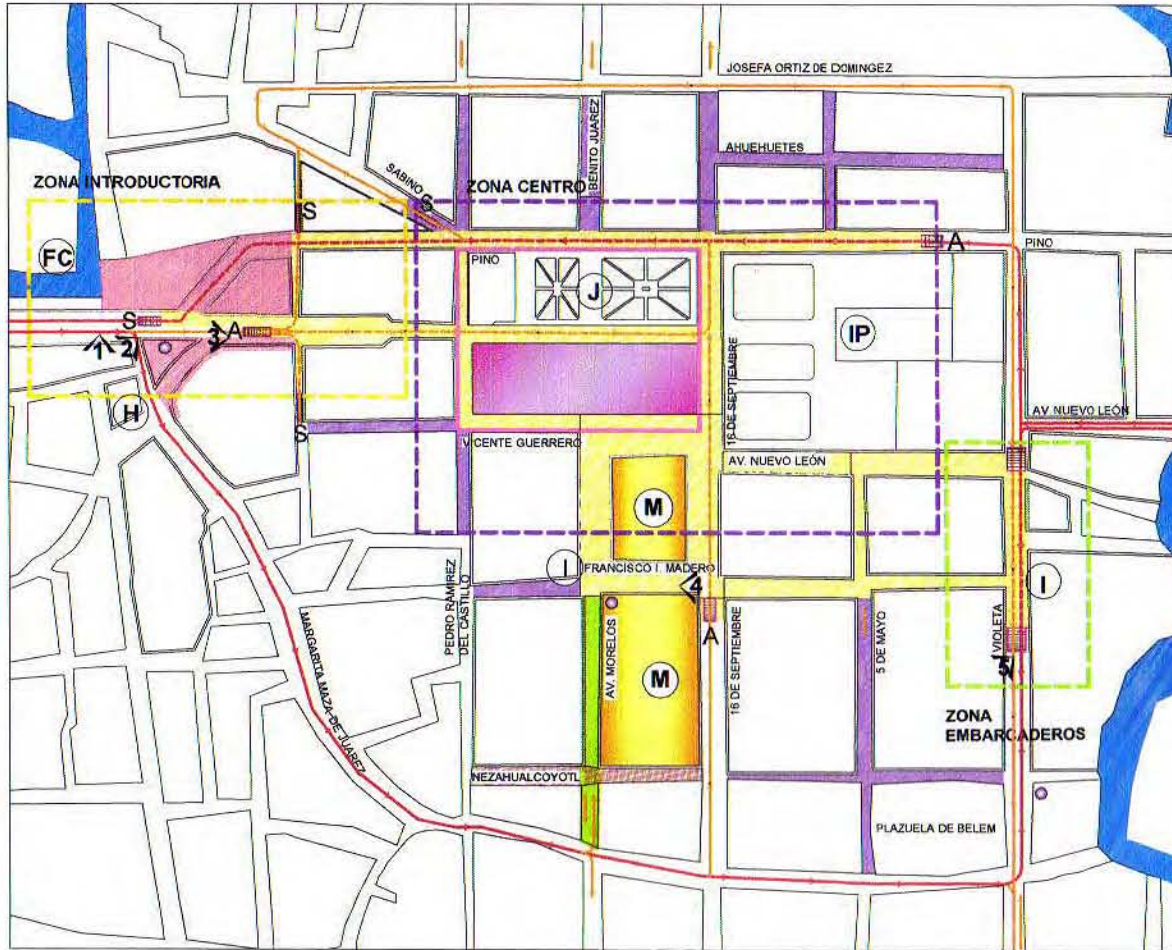 JOSEFA ORTIZ DE DOMINGEZ
BENITO JUAREZ
AHUEHUETES
SABINO
ZONA INTRODUCTORIA
ZONA CENTRO
S
S
FC
PINO
A
PINO
J
S
A
1
2
3
IP
H
S
16 DE SEPTIEMBRE
AV. NUEVO LEÓN
VICENTE GUERRERO
AV. NUEVO LEÓN
M
I
FRANCISCO I. MADERO
4
I
PEDRO RAMIREZ
DEL CASTILLO
AV. MORELOS
A
16 DE SEPTIEMBRE
5 DE MAYO
VIOLETA
5
MARGARITA MAZA DE JUAREZ
M
ZONA
EMBARCADEROS
NEZAHUALCOYOTL
PLAZUELA DE BELEM